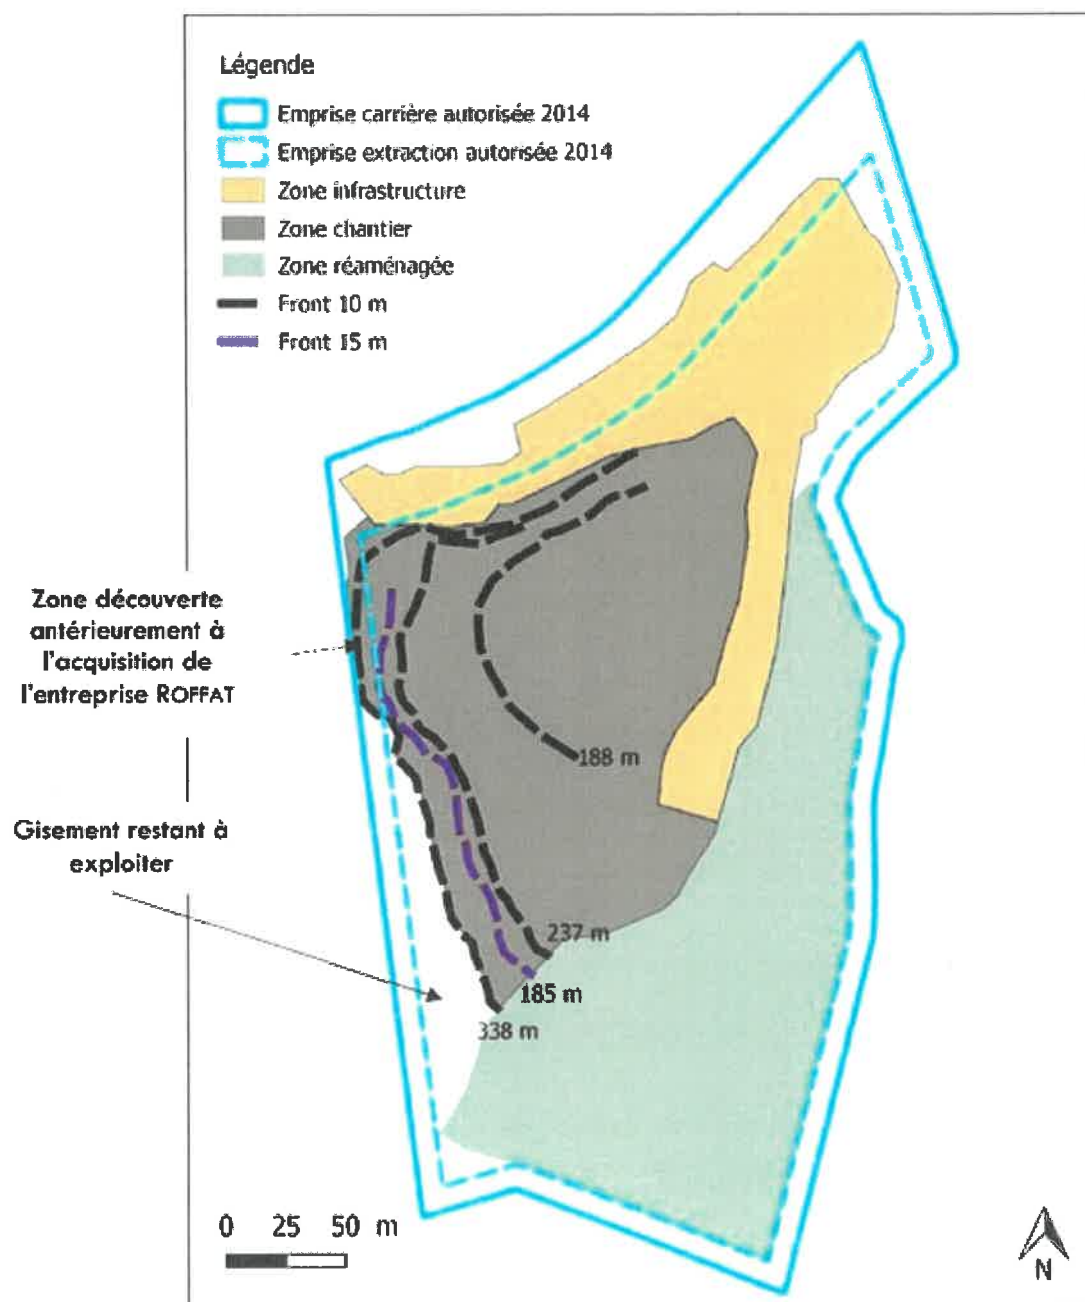 Légende
Emprise carrière autorisée 2014
Emprise extraction autorisée 2014
Zone infrastructure
Zone chantier
Zone réaménagée
Front 10 m
Front 15 m
Zone découverte
antérieurement à
l'acquisition de
l'entreprise ROFFAT
188 m
Gisement restant à
exploiter
237 m
185 m
338 m
0 25 50 m
N